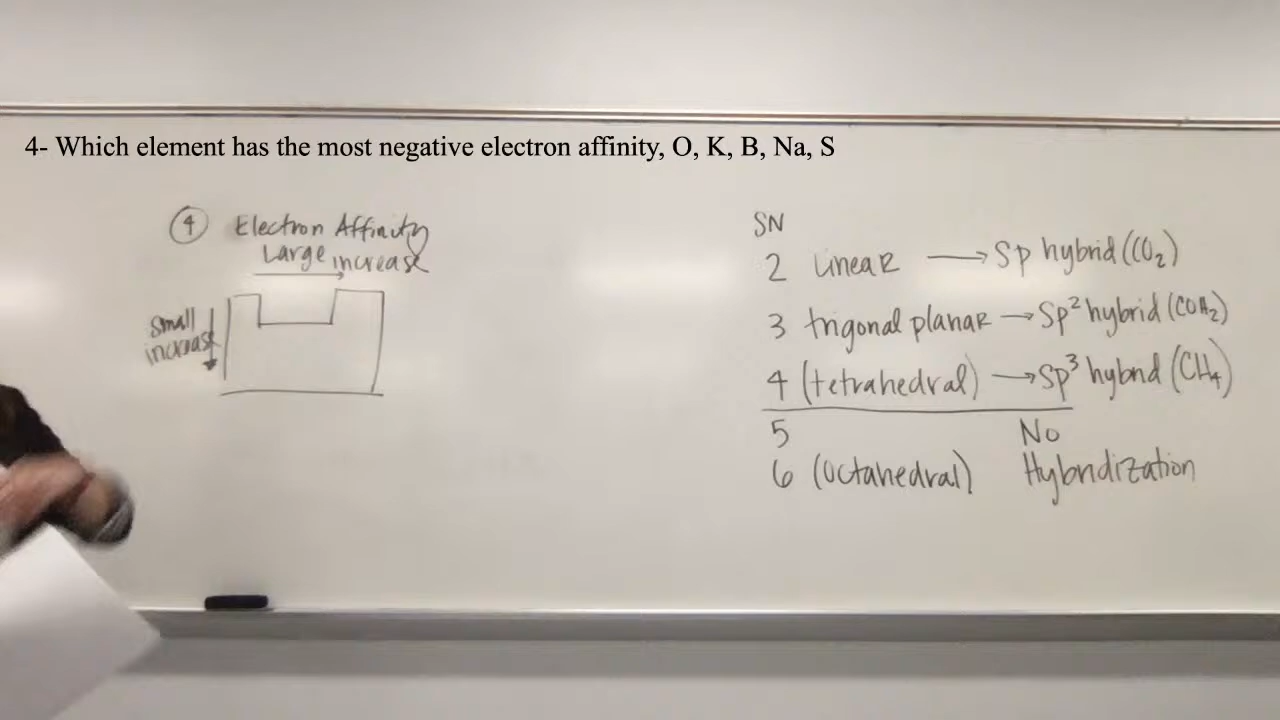 4- Which element has the most negative electron affinity, O, K, B, Na, S
④ Electron Affinity
Large increase
small
increase
SN
2 linear → Sp hybrid (CO₂)
3 trigonal planar → Sp² hybrid (COH₂)
4 (tetrahedral) → Sp³ hybrid (CH₄)
5 No
6 (octahedral) Hybridization